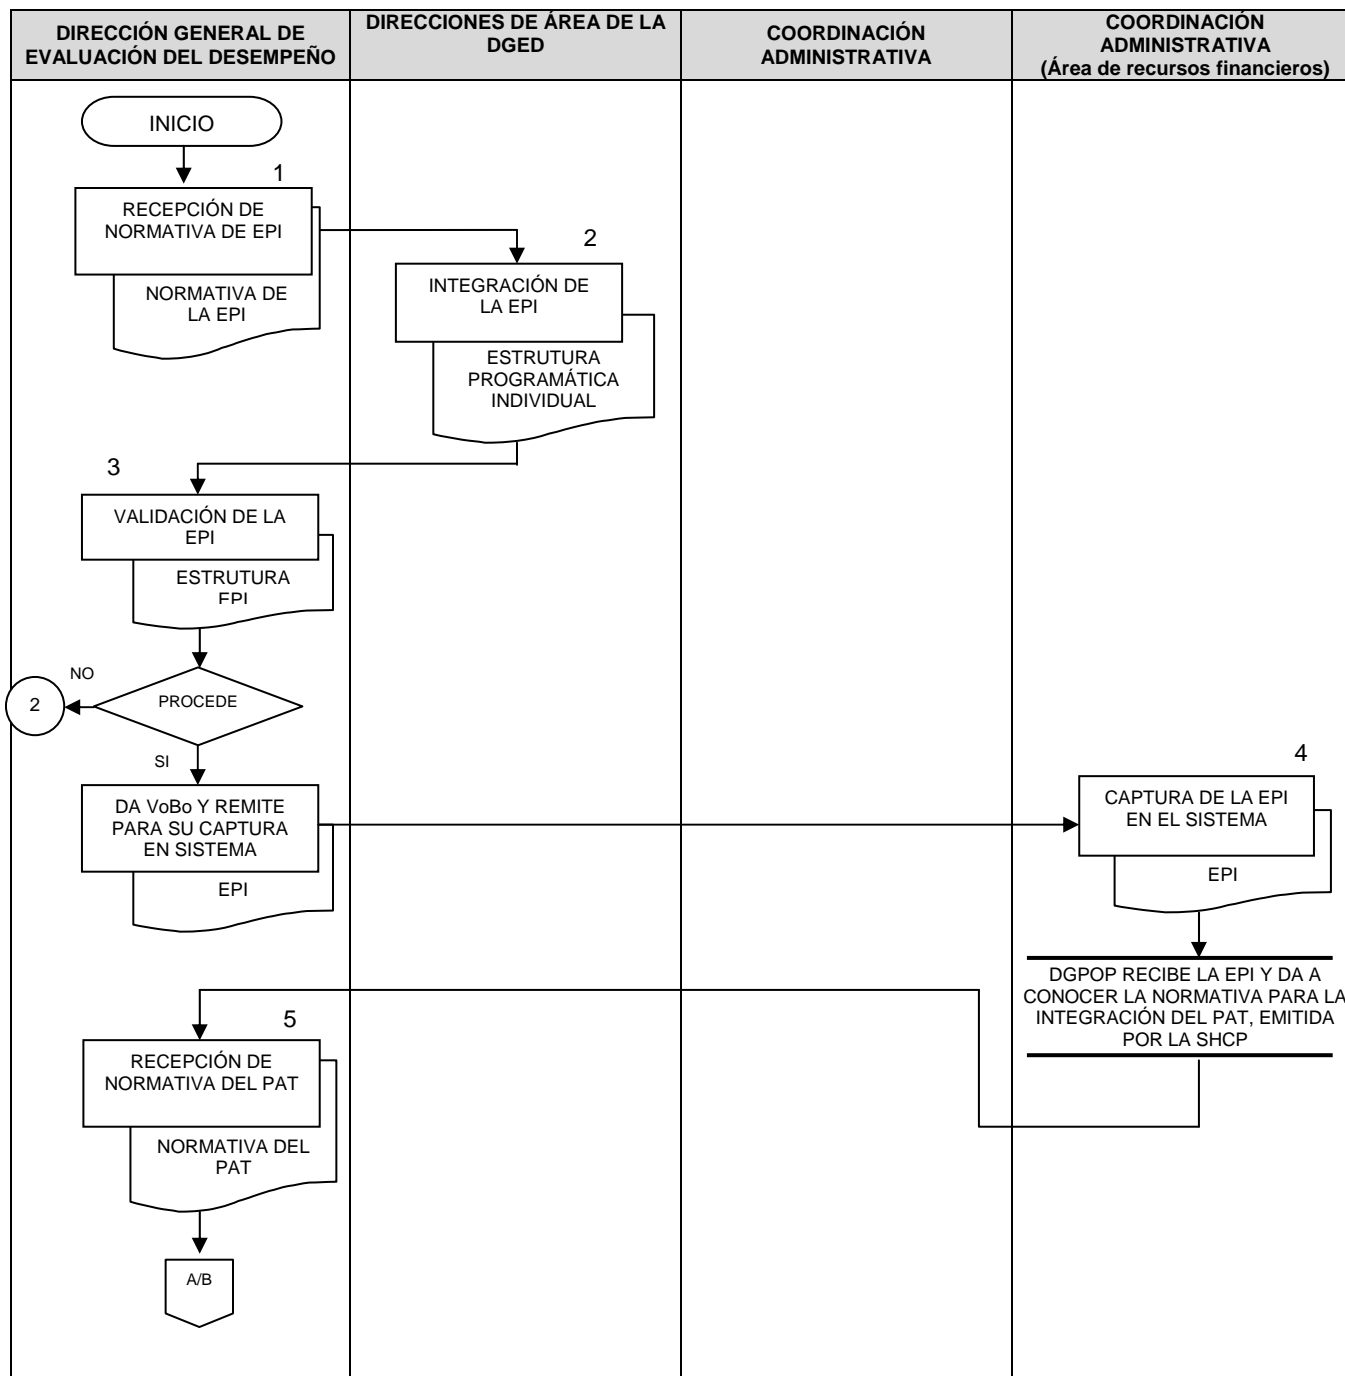 DIRECCIÓN GENERAL DE
EVALUACIÓN DEL DESEMPEÑO
DIRECCIONES DE ÁREA DE LA
DGED
COORDINACIÓN
ADMINISTRATIVA
COORDINACIÓN
ADMINISTRATIVA
(Área de recursos financieros)
INICIO
1
RECEPCIÓN DE
NORMATIVA DE EPI
NORMATIVA DE
LA EPI
2
INTEGRACIÓN DE
LA EPI
ESTRUTURA
PROGRAMÁTICA
INDIVIDUAL
3
VALIDACIÓN DE LA
EPI
ESTRUTURA
EPI
PROCEDE
NO
2
SI
DA VoBo Y REMITE
PARA SU CAPTURA
EN SISTEMA
EPI
4
CAPTURA DE LA EPI
EN EL SISTEMA
EPI
DGPOP RECIBE LA EPI Y DA A
CONOCER LA NORMATIVA PARA LA
INTEGRACIÓN DEL PAT, EMITIDA
POR LA SHCP
5
RECEPCIÓN DE
NORMATIVA DEL PAT
NORMATIVA DEL
PAT
A/B